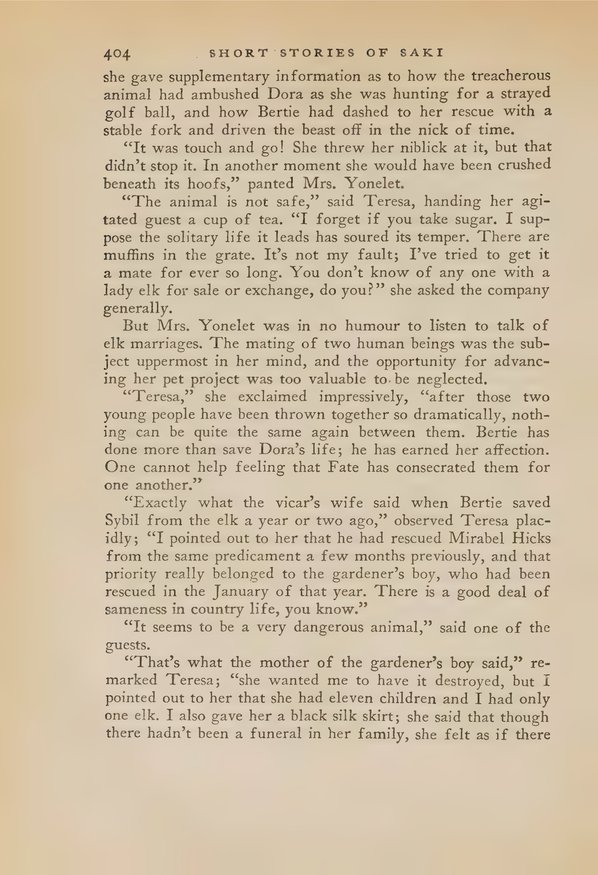 404 SHORT STORIES OF SAKI
she gave supplementary information as to how the treacherous
animal had ambushed Dora as she was hunting for a strayed
golf ball, and how Bertie had dashed to her rescue with a
stable fork and driven the beast off in the nick of time.
“It was touch and go! She threw her niblick at it, but that
didn’t stop it. In another moment she would have been crushed
beneath its hoofs,” panted Mrs. Yonelet.
“The animal is not safe,” said Teresa, handing her agi-
tated guest a cup of tea. “I forget if you take sugar. I sup-
pose the solitary life it leads has soured its temper. There are
muffins in the grate. It’s not my fault; I’ve tried to get it
a mate for ever so long. You don’t know of any one with a
lady elk for sale or exchange, do you?” she asked the company
generally.
But Mrs. Yonelet was in no humour to listen to talk of
elk marriages. The mating of two human beings was the sub-
ject uppermost in her mind, and the opportunity for advanc-
ing her pet project was too valuable to be neglected.
“Teresa,” she exclaimed impressively, “after those two
young people have been thrown together so dramatically, noth-
ing can be quite the same again between them. Bertie has
done more than save Dora’s life; he has earned her affection.
One cannot help feeling that Fate has consecrated them for
one another.”
“Exactly what the vicar’s wife said when Bertie saved
Sybil from the elk a year or two ago,” observed Teresa plac-
idly; “I pointed out to her that he had rescued Mirabel Hicks
from the same predicament a few months previously, and that
priority really belonged to the gardener’s boy, who had been
rescued in the January of that year. There is a good deal of
sameness in country life, you know.”
“It seems to be a very dangerous animal,” said one of the
guests.
“That’s what the mother of the gardener’s boy said,” re-
marked Teresa; “she wanted me to have it destroyed, but I
pointed out to her that she had eleven children and I had only
one elk. I also gave her a black silk skirt; she said that though
there hadn’t been a funeral in her family, she felt as if there